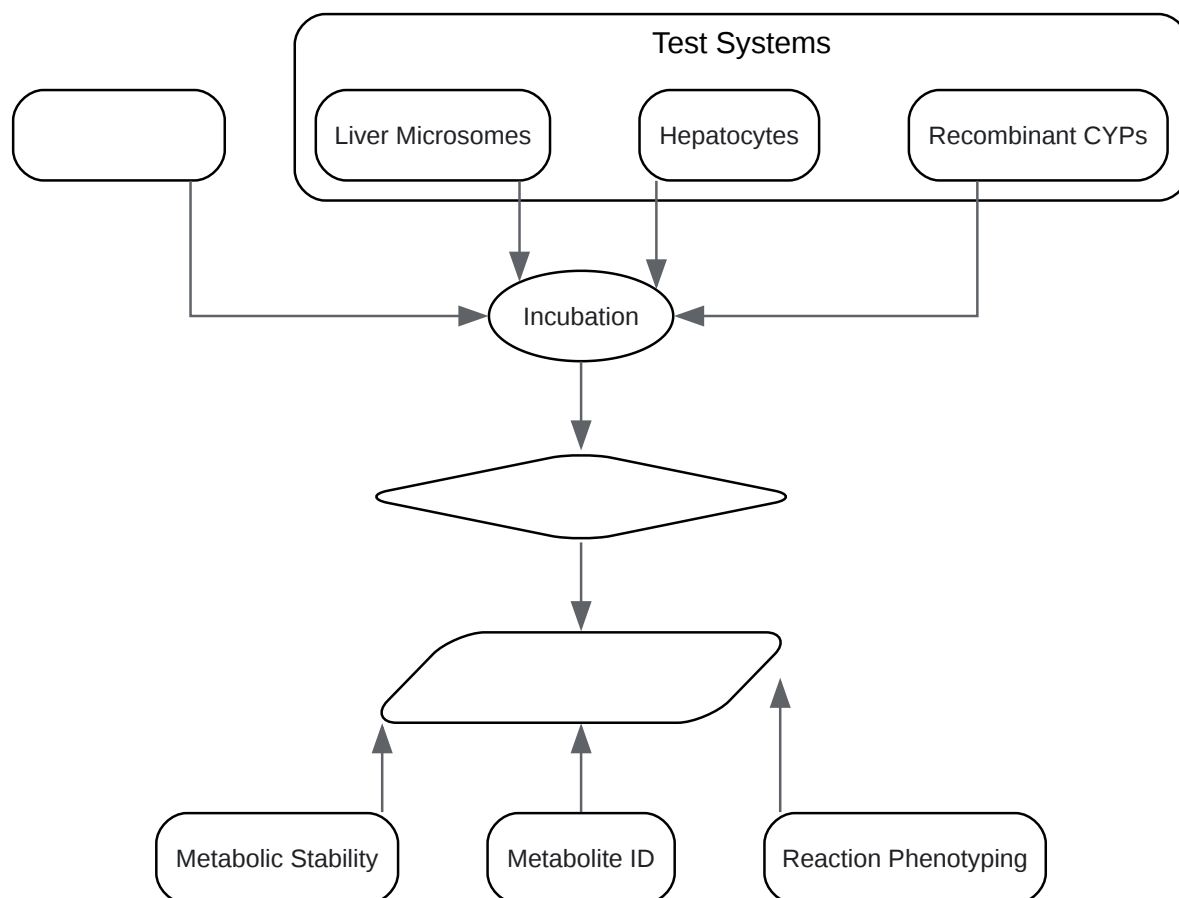 Test Systems
Liver Microsomes
Hepatocytes
Recombinant CYPs
Incubation
Metabolic Stability
Metabolite ID
Reaction Phenotyping